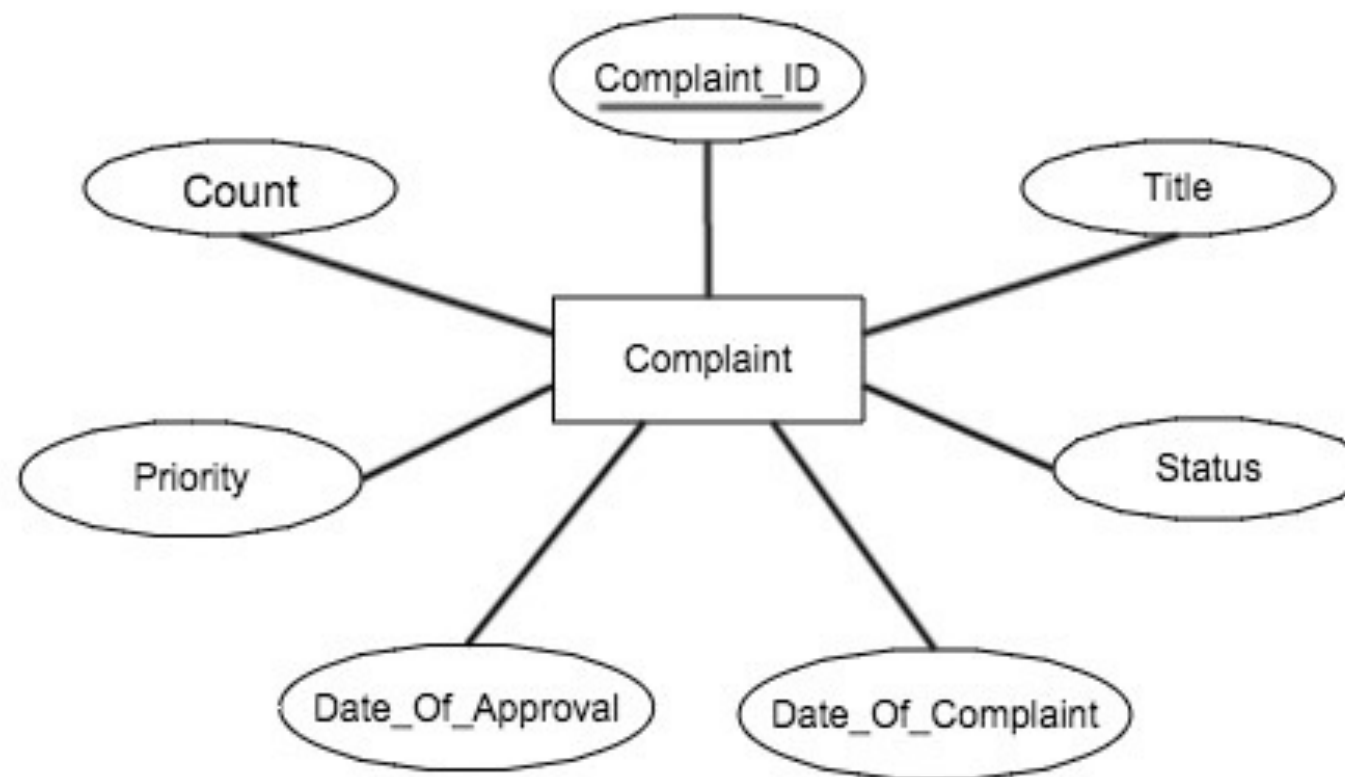 Complaint_ID
Count
Title
Complaint
Priority
Status
Date_Of_Approval
Date_Of_Complaint